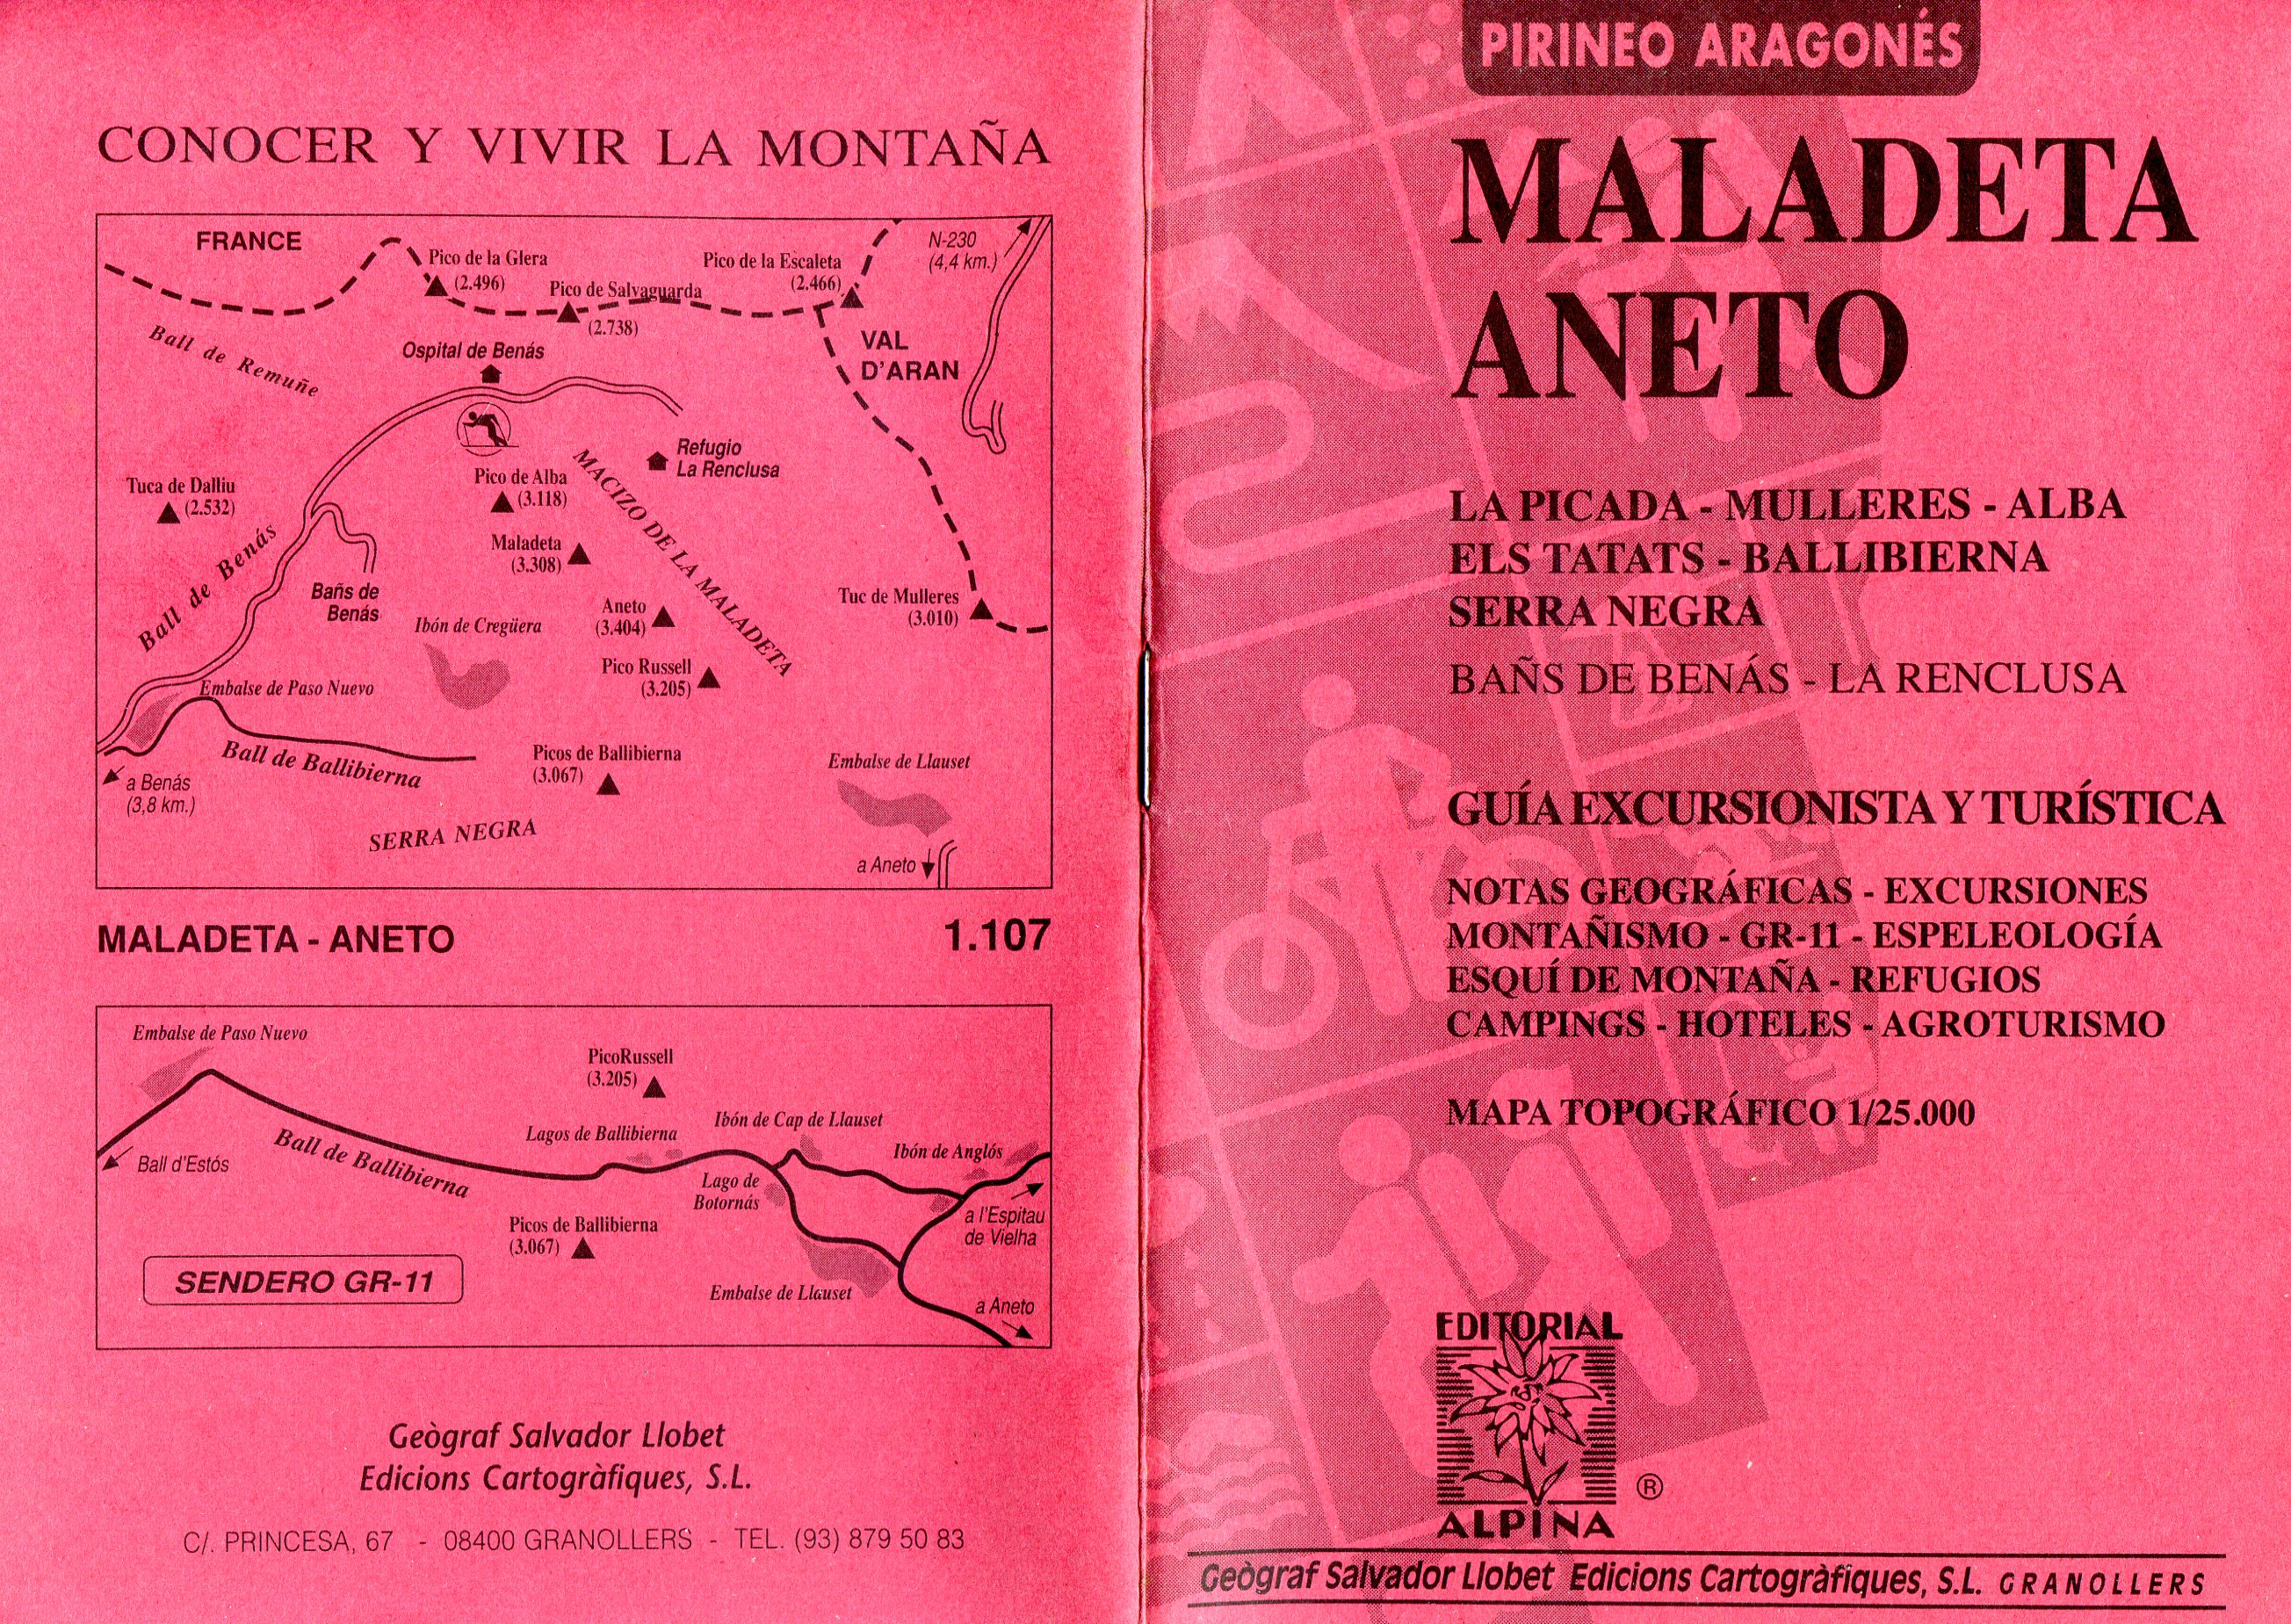 CONOCER Y VIVIR LA MONTAÑA
FRANCE
Pico de la Glera
(2.496)
Pico de Salvaguarda
(2.738)
Pico de la Escaleta
(2.466)
N-230
(4,4 km.)
Ball de Remuñe
Ospital de Benás
VAL
D'ARAN
Refugio
La Renclusa
Tuca de Dalliu
(2.532)
Pico de Alba
(3.118)
MACIZO DE LA MALADETA
Maladeta
(3.308)
Ball de Benás
Bañs de
Benás
Ibón de Cregüera
Aneto
(3.404)
Tuc de Mulleres
(3.010)
Pico Russell
(3.205)
Embalse de Paso Nuevo
Ball de Ballibierna
Picos de Ballibierna
(3.067)
Embalse de Llauset
a Benás
(3,8 km.)
SERRA NEGRA
a Aneto
MALADETA - ANETO
1.107
Embalse de Paso Nuevo
PicoRussell
(3.205)
Ibón de Cap de Llauset
Lagos de Ballibierna
Ibón de Anglós
Ball d'Estós
Ball de Ballibierna
Lago de
Botornás
a l'Espitau
de Vielha
Picos de Ballibierna
(3.067)
SENDERO GR-11
Embalse de Llauset
a Aneto
Geògraf Salvador Llobet
Edicions Cartogràfiques, S.L.
C/. PRINCESA, 67 - 08400 GRANOLLERS - TEL. (93) 879 50 83
PIRINEO ARAGONÉS
MALADETA
ANETO
LA PICADA - MULLERES - ALBA
ELS TATATS - BALLIBIERNA
SERRA NEGRA
BAÑS DE BENÁS - LA RENCLUSA
GUÍA EXCURSIONISTA Y TURÍSTICA
NOTAS GEOGRÁFICAS - EXCURSIONES
MONTAÑISMO - GR-11 - ESPELEOLOGÍA
ESQUÍ DE MONTAÑA - REFUGIOS
CAMPINGS - HOTELES - AGROTURISMO
MAPA TOPOGRÁFICO 1/25.000
EDITORIAL
ALPINA
®
Geògraf Salvador Llobet Edicions Cartogràfiques, S.L. GRANOLLERS